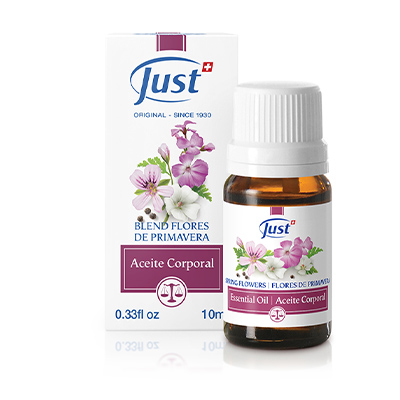 Just
ORIGINAL - SINCE 1930
BLEND FLORES
DE PRIMAVERA
Aceite Corporal
0.33fl oz 10m
Just
SPRING FLOWERS | FLORES DE PRIMAVERA
Essential Oil | Aceite Corporal